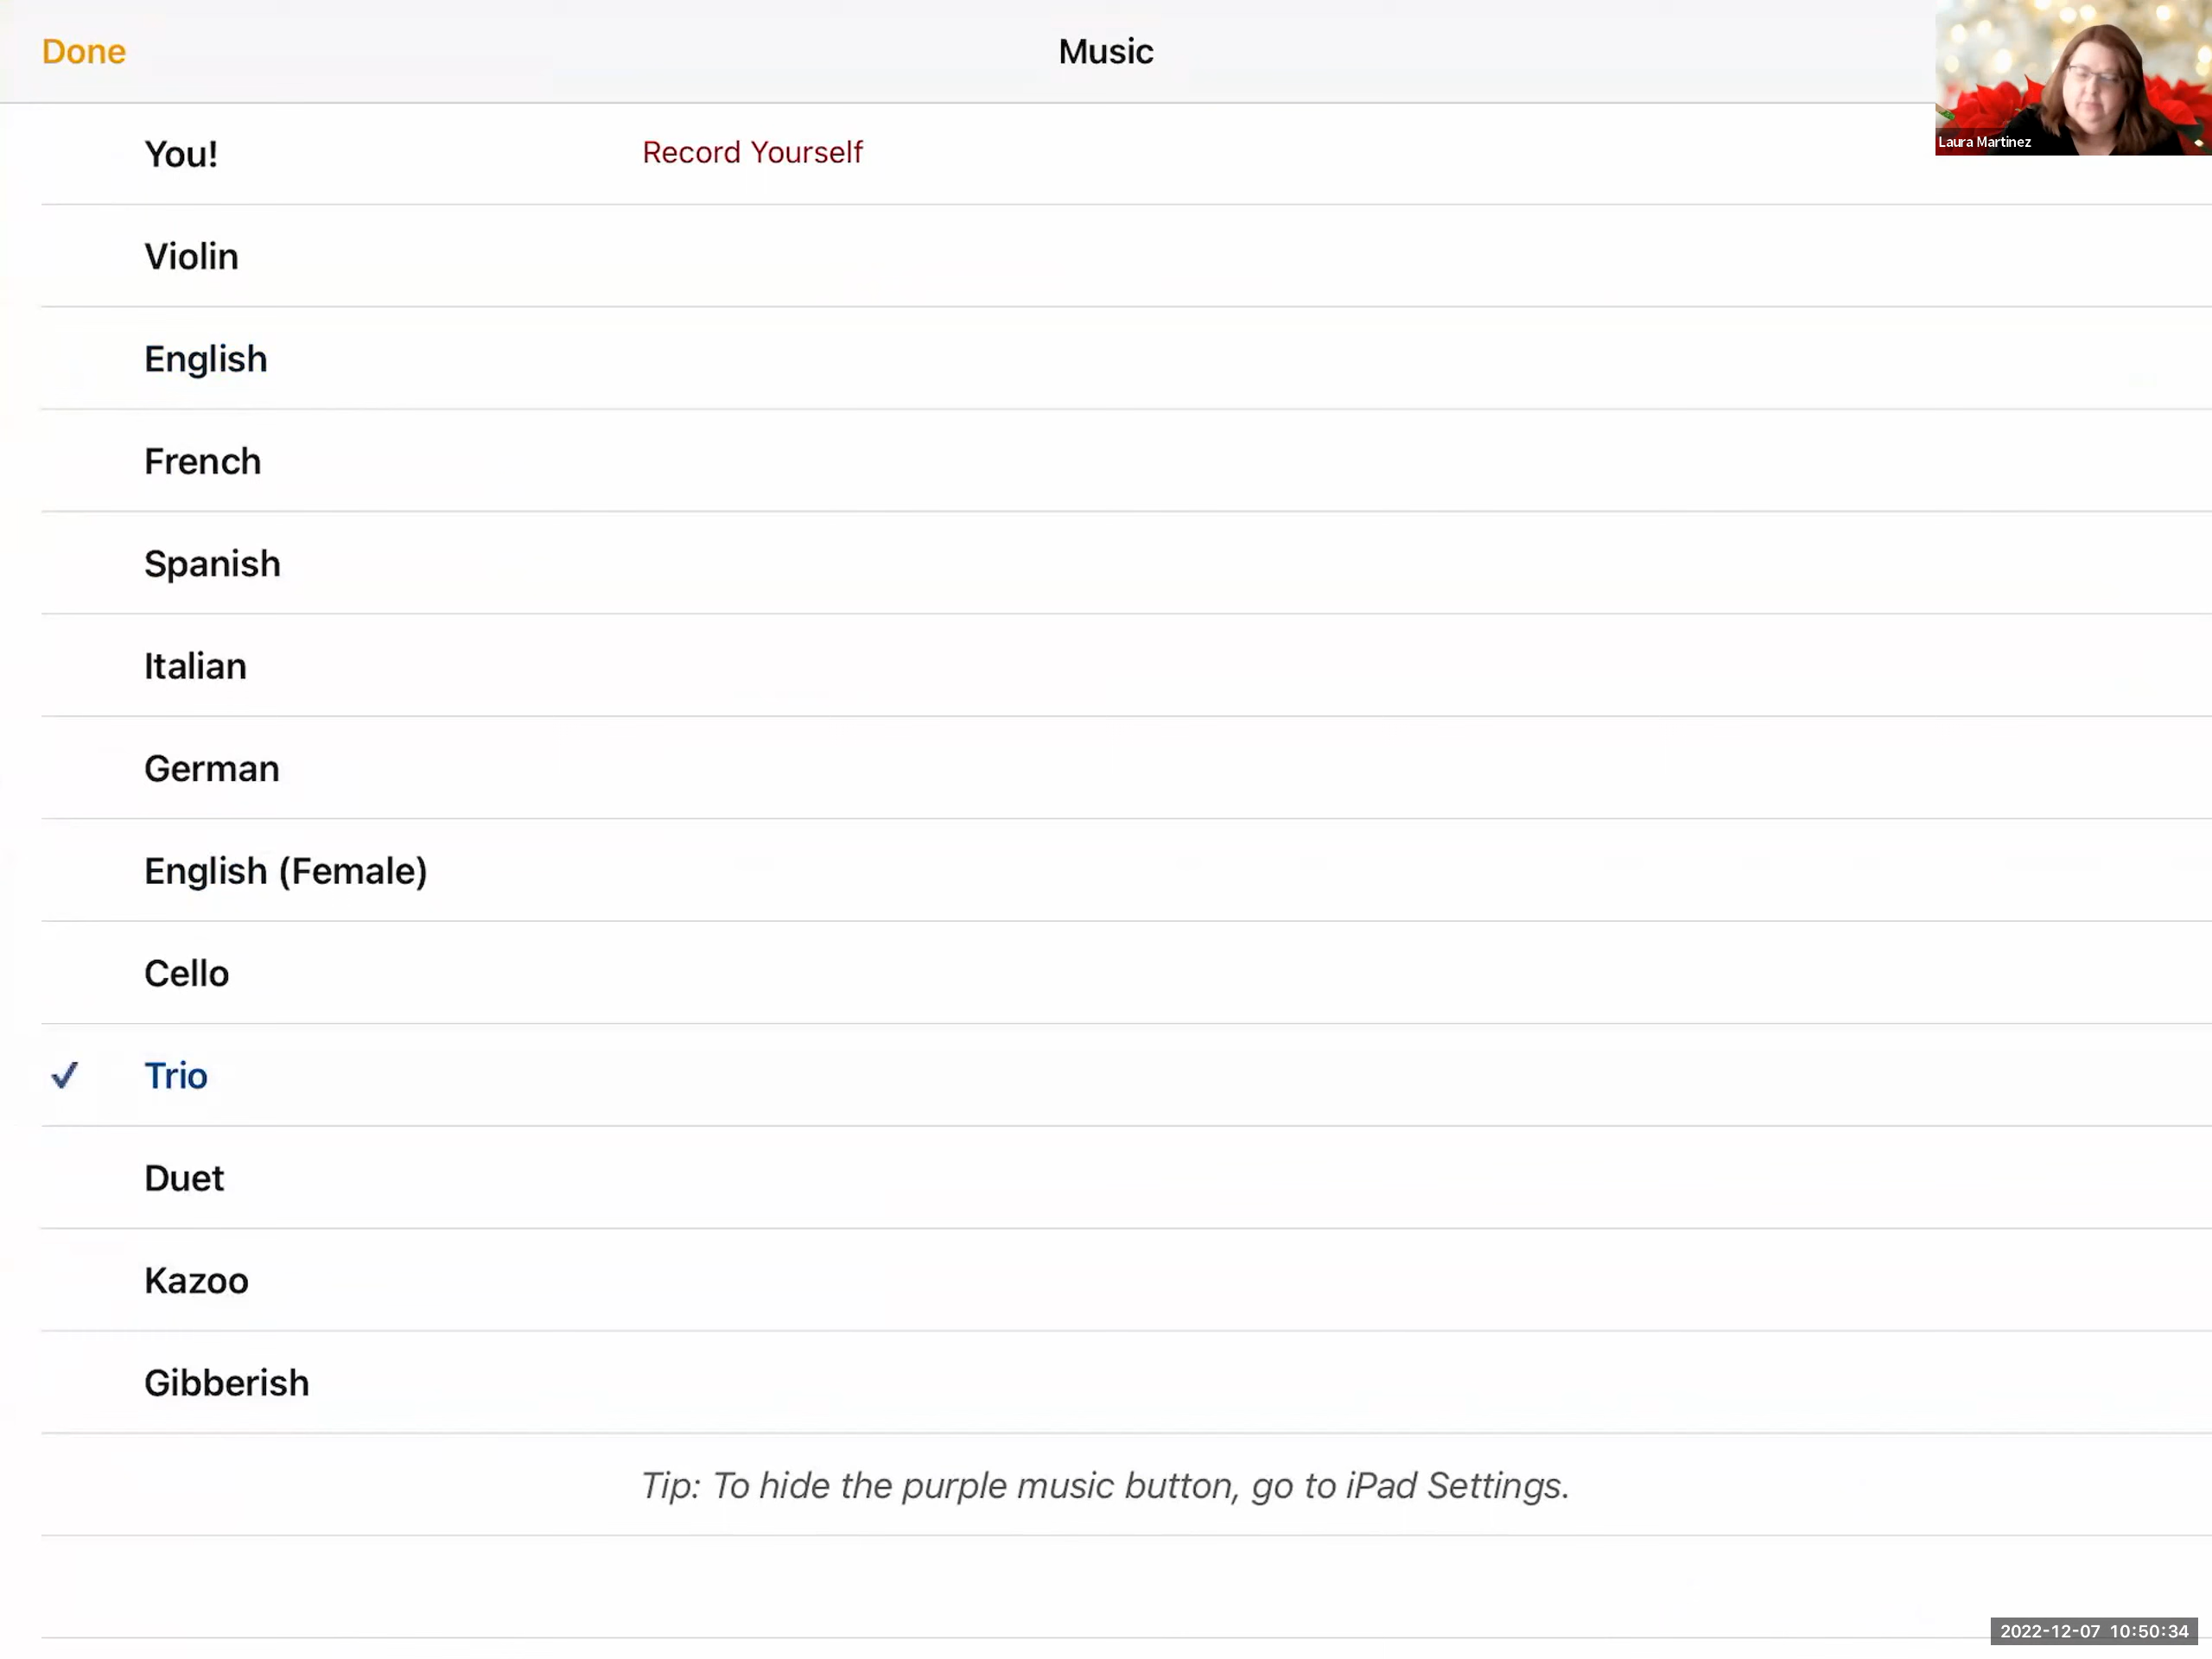 Done
Music
Laura Martinez
You!
Record Yourself
Violin
English
French
Spanish
Italian
German
English (Female)
Cello
✓ Trio
Duet
Kazoo
Gibberish
Tip: To hide the purple music button, go to iPad Settings.
2022-12-07 10:50:34